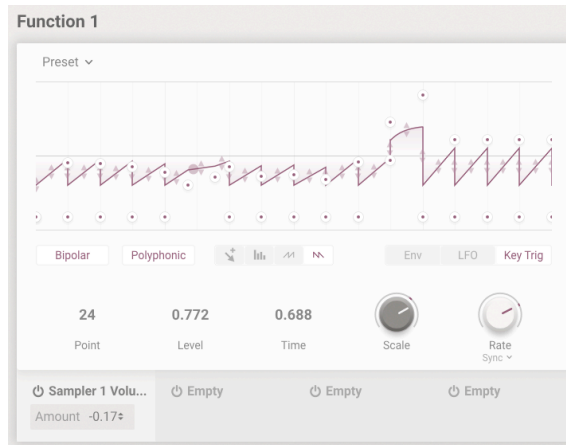 Function 1
Preset
Bipolar Polyphonic Env LFO Key Trig
24 0.772 0.688
Point Level Time Scale Rate
Sync
Sampler 1 Volu... Empty Empty Empty
Amount -0.17